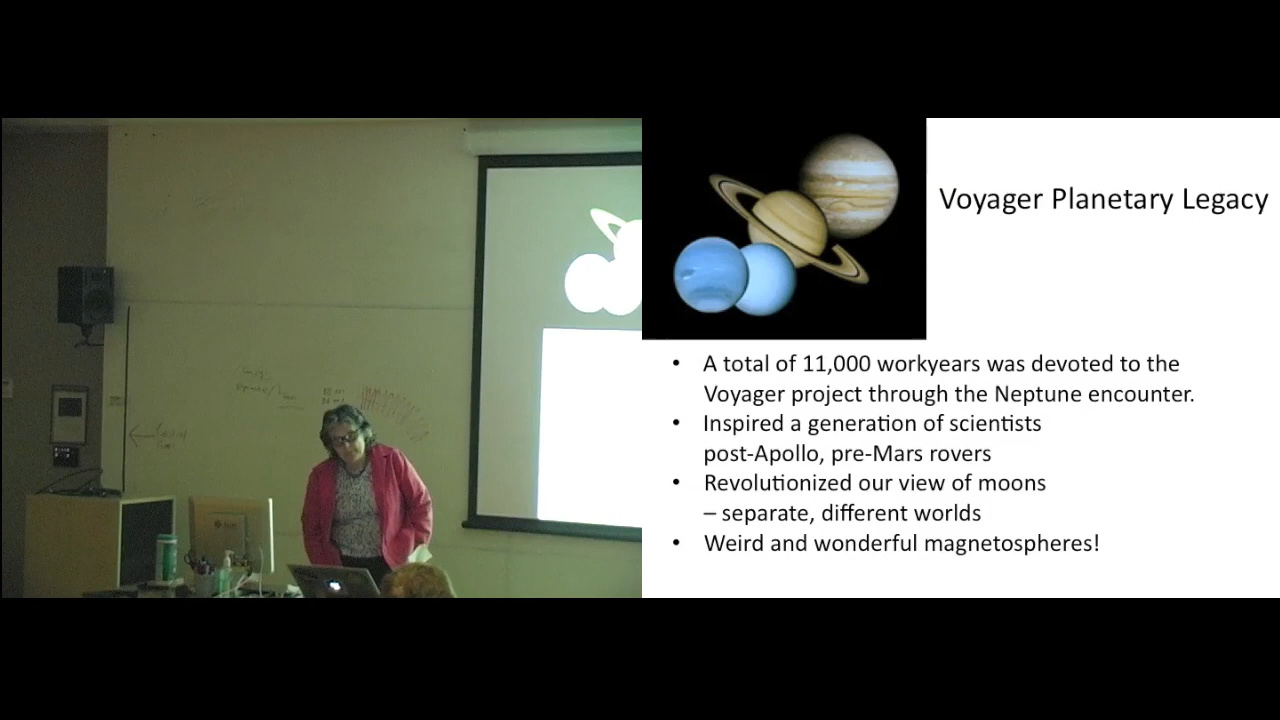 Voyager Planetary Legacy
• A total of 11,000 workyears was devoted to the
Voyager project through the Neptune encounter.
• Inspired a generation of scientists
post-Apollo, pre-Mars rovers
• Revolutionized our view of moons
– separate, different worlds
• Weird and wonderful magnetospheres!